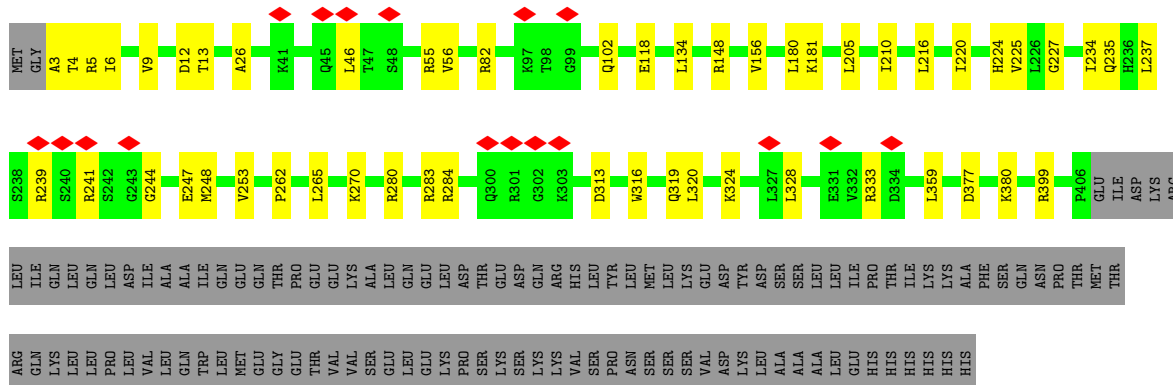 MET GLY A3 T4 R5 I6 V9 D12 T13 A26 K41 Q45 L46 T47 S48 R55 V56 R82 K97 T98 G99 Q102 E118 L134 R148 V156 L180 K181 L205 I210 L216 I220 H224 V225 L226 G227 I234 Q235 H236 L237
S238 R239 S240 R241 S242 G243 G244 E247 M248 V253 P262 L265 K270 R280 R283 R284 Q300 R301 G302 K303 D313 W316 Q319 L320 K324 L327 L328 E331 V332 R333 D334 L359 D377 K380 R399 P406 GLU ILE ASP LYS ARG
LEU ILE GLN LEU LEU GLN LEU ASP ILE ALA ALA ILE GLN GLU GLN THR PRO GLU GLU LYS ALA LEU GLN GLU LEU ASP THR GLU ASP GLN ARG HIS LEU TYR LEU MET LEU LYS GLU ASP TYR ASP SER SER LEU LEU ILE PRO THR ILE LYS LYS ALA PHE SER GLN ASN PRO THR MET THR
ARG GLN LYS LEU LEU PRO LEU VAL LEU GLN TRP LEU MET GLU GLY GLU THR VAL VAL SER GLU LEU GLU LYS PRO SER LYS SER LYS LYS VAL SER PRO ASN SER SER SER VAL ASP LYS LEU ALA ALA ALA LEU GLU HIS HIS HIS HIS HIS HIS